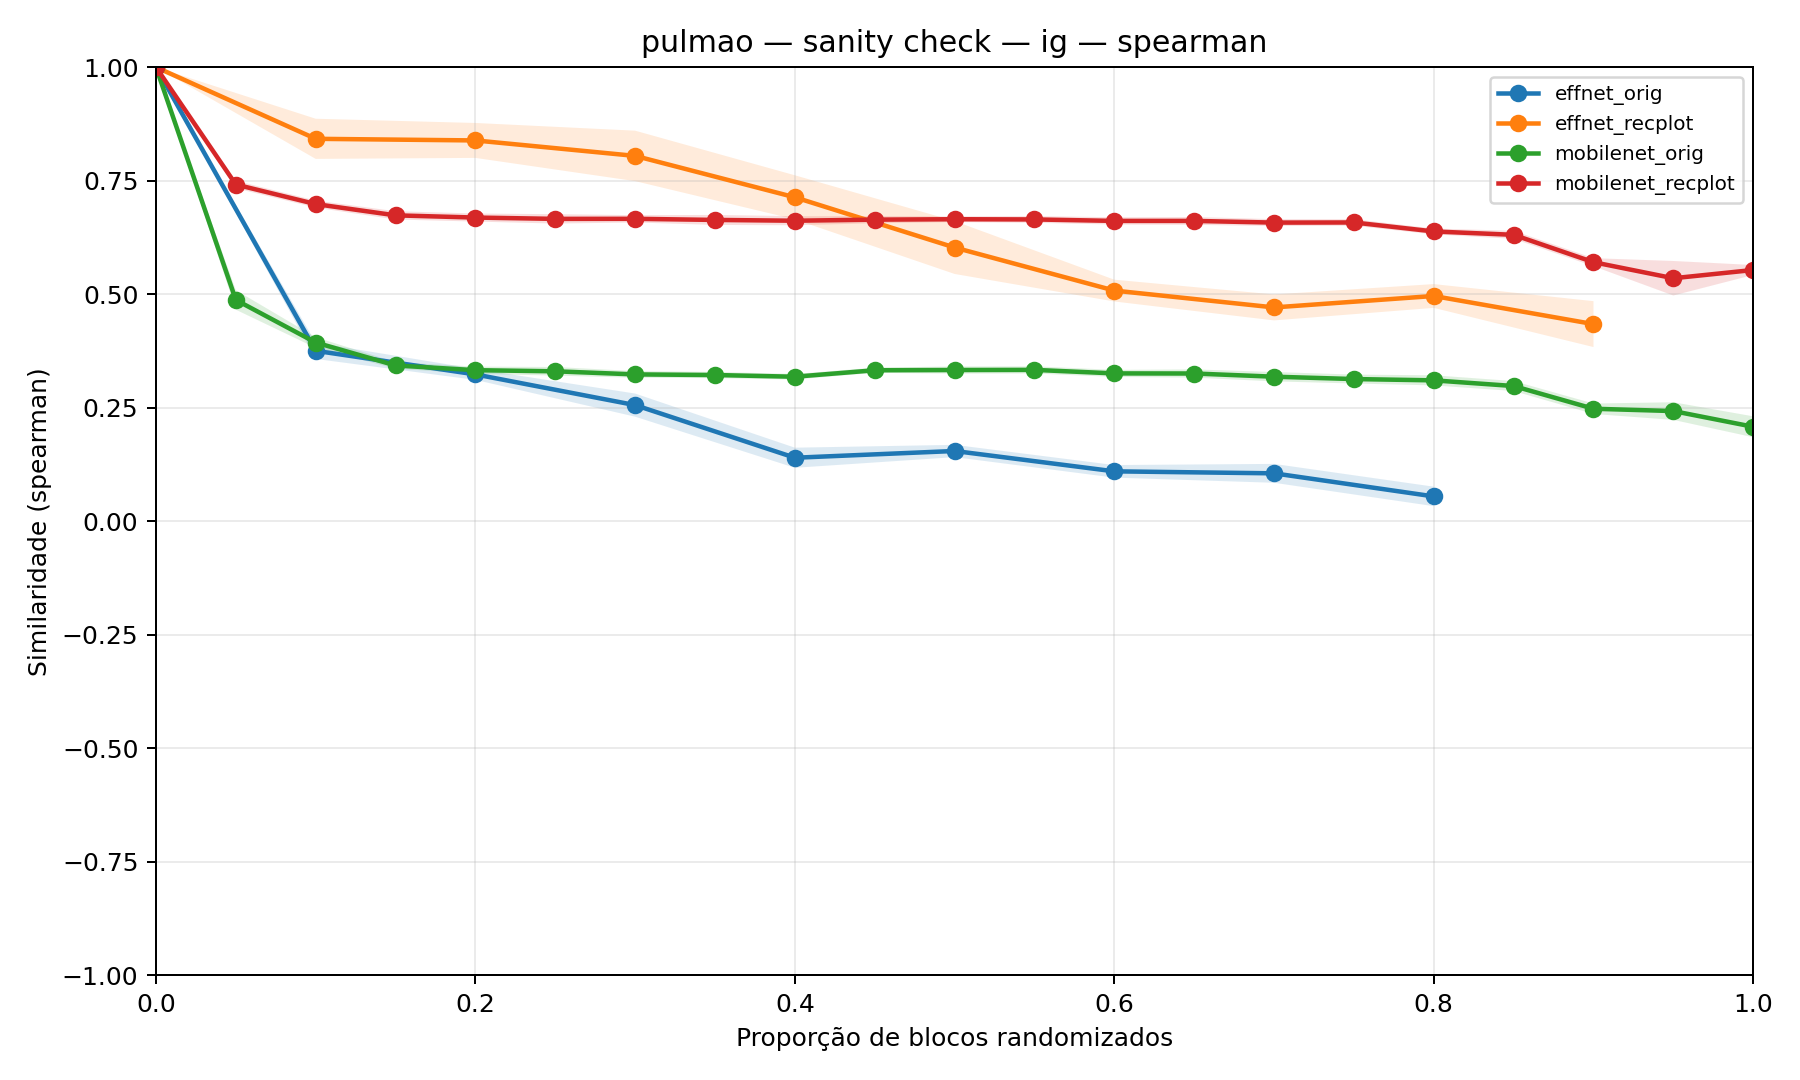 pulmao — sanity check — ig — spearman
effnet_orig
effnet_recplot
mobilenet_orig
mobilenet_recplot
Similaridade (spearman)
1.00
0.75
0.50
0.25
0.00
−0.25
−0.50
−0.75
−1.00
0.0 0.2 0.4 0.6 0.8 1.0
Proporção de blocos randomizados